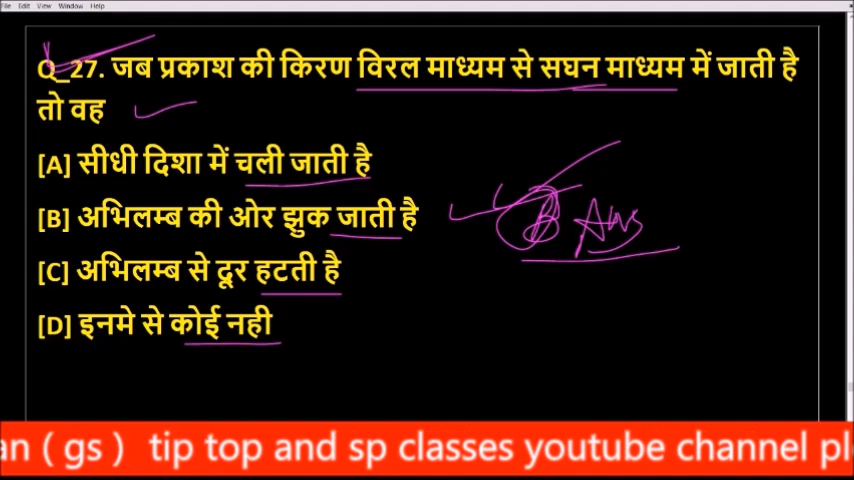 File Edit View Window Help
Q_27. जब प्रकाश की किरण विरल माध्यम से सघन माध्यम में जाती है
तो वह
[A] सीधी दिशा में चली जाती है
[B] अभिलम्ब की ओर झुक जाती है
B Ans
[C] अभिलम्ब से दूर हटती है
[D] इनमे से कोई नही
an ( gs ) tip top and sp classes youtube channel pl